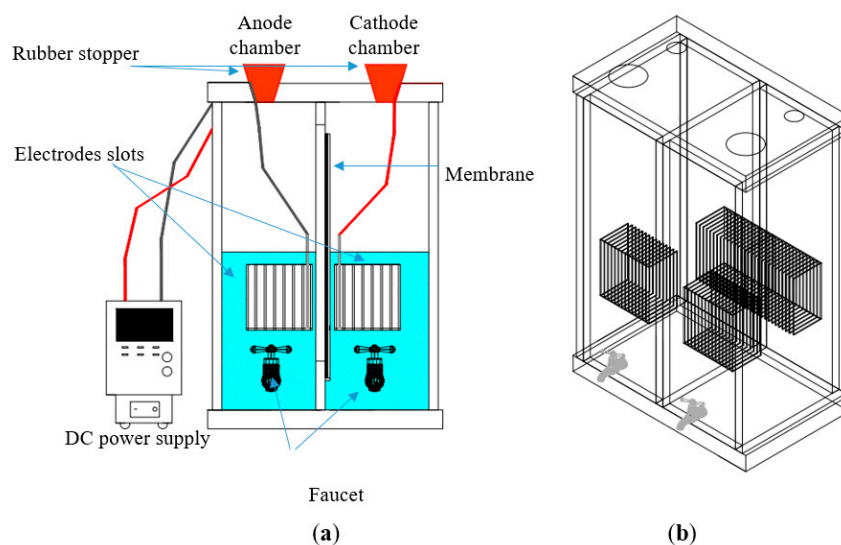 Anode
chamber
Cathode
chamber
Rubber stopper
Electrodes slots
Membrane
DC power supply
Faucet
(a)
(b)